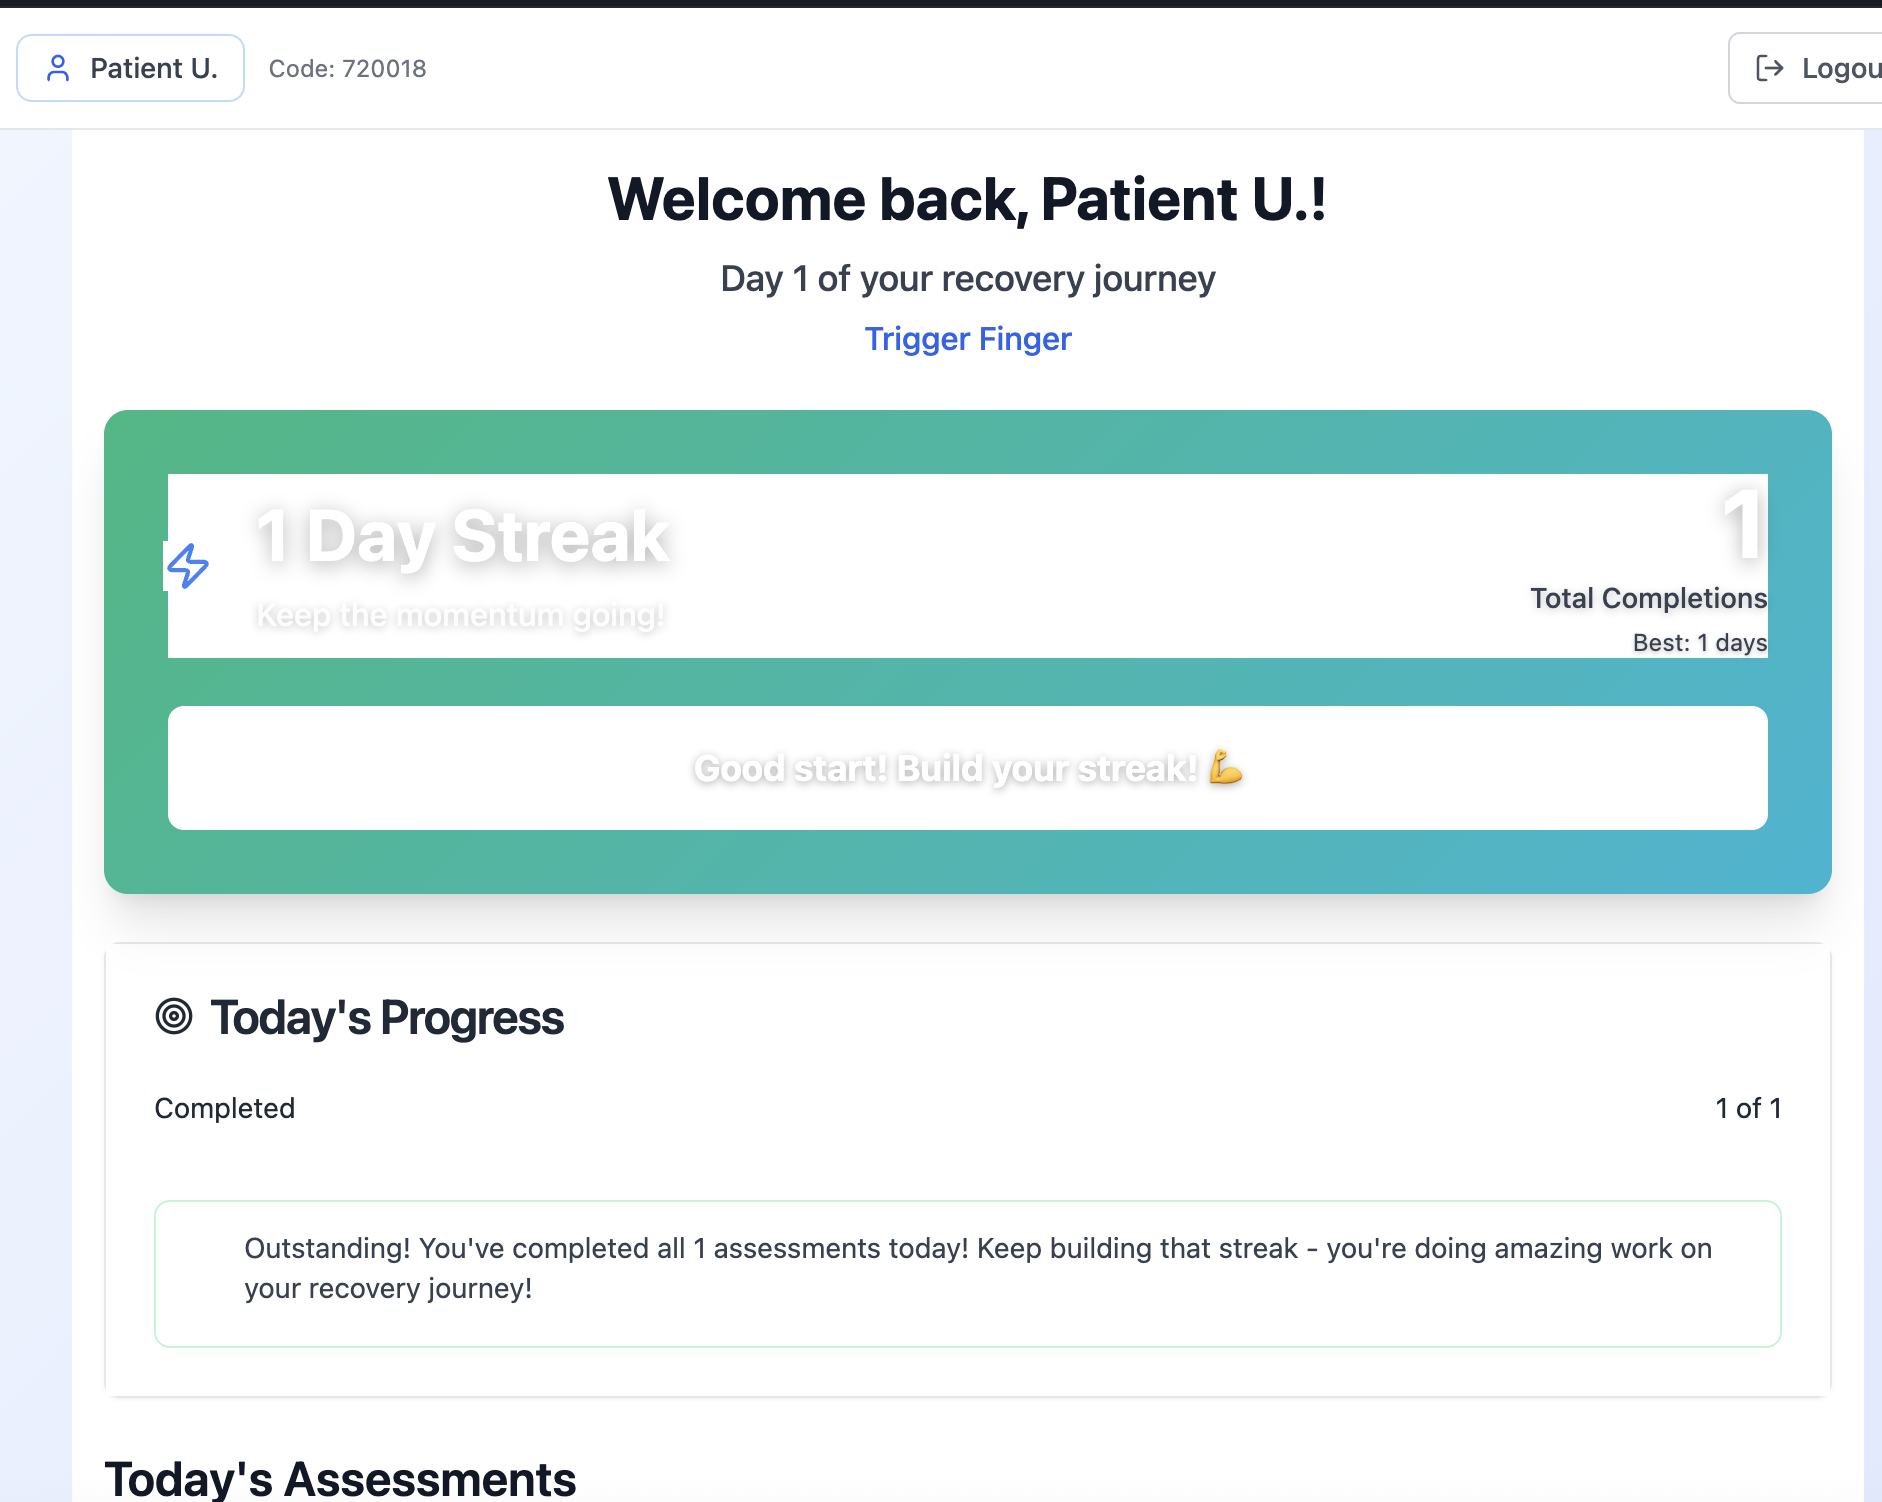 Patient U.
Code: 720018
Logou
Welcome back, Patient U.!
Day 1 of your recovery journey
Trigger Finger
1 Day Streak
Keep the momentum going!
1
Total Completions
Best: 1 days
Good start! Build your streak! 💪
Today's Progress
Completed
1 of 1
Outstanding! You've completed all 1 assessments today! Keep building that streak - you're doing amazing work on
your recovery journey!
Today's Assessments